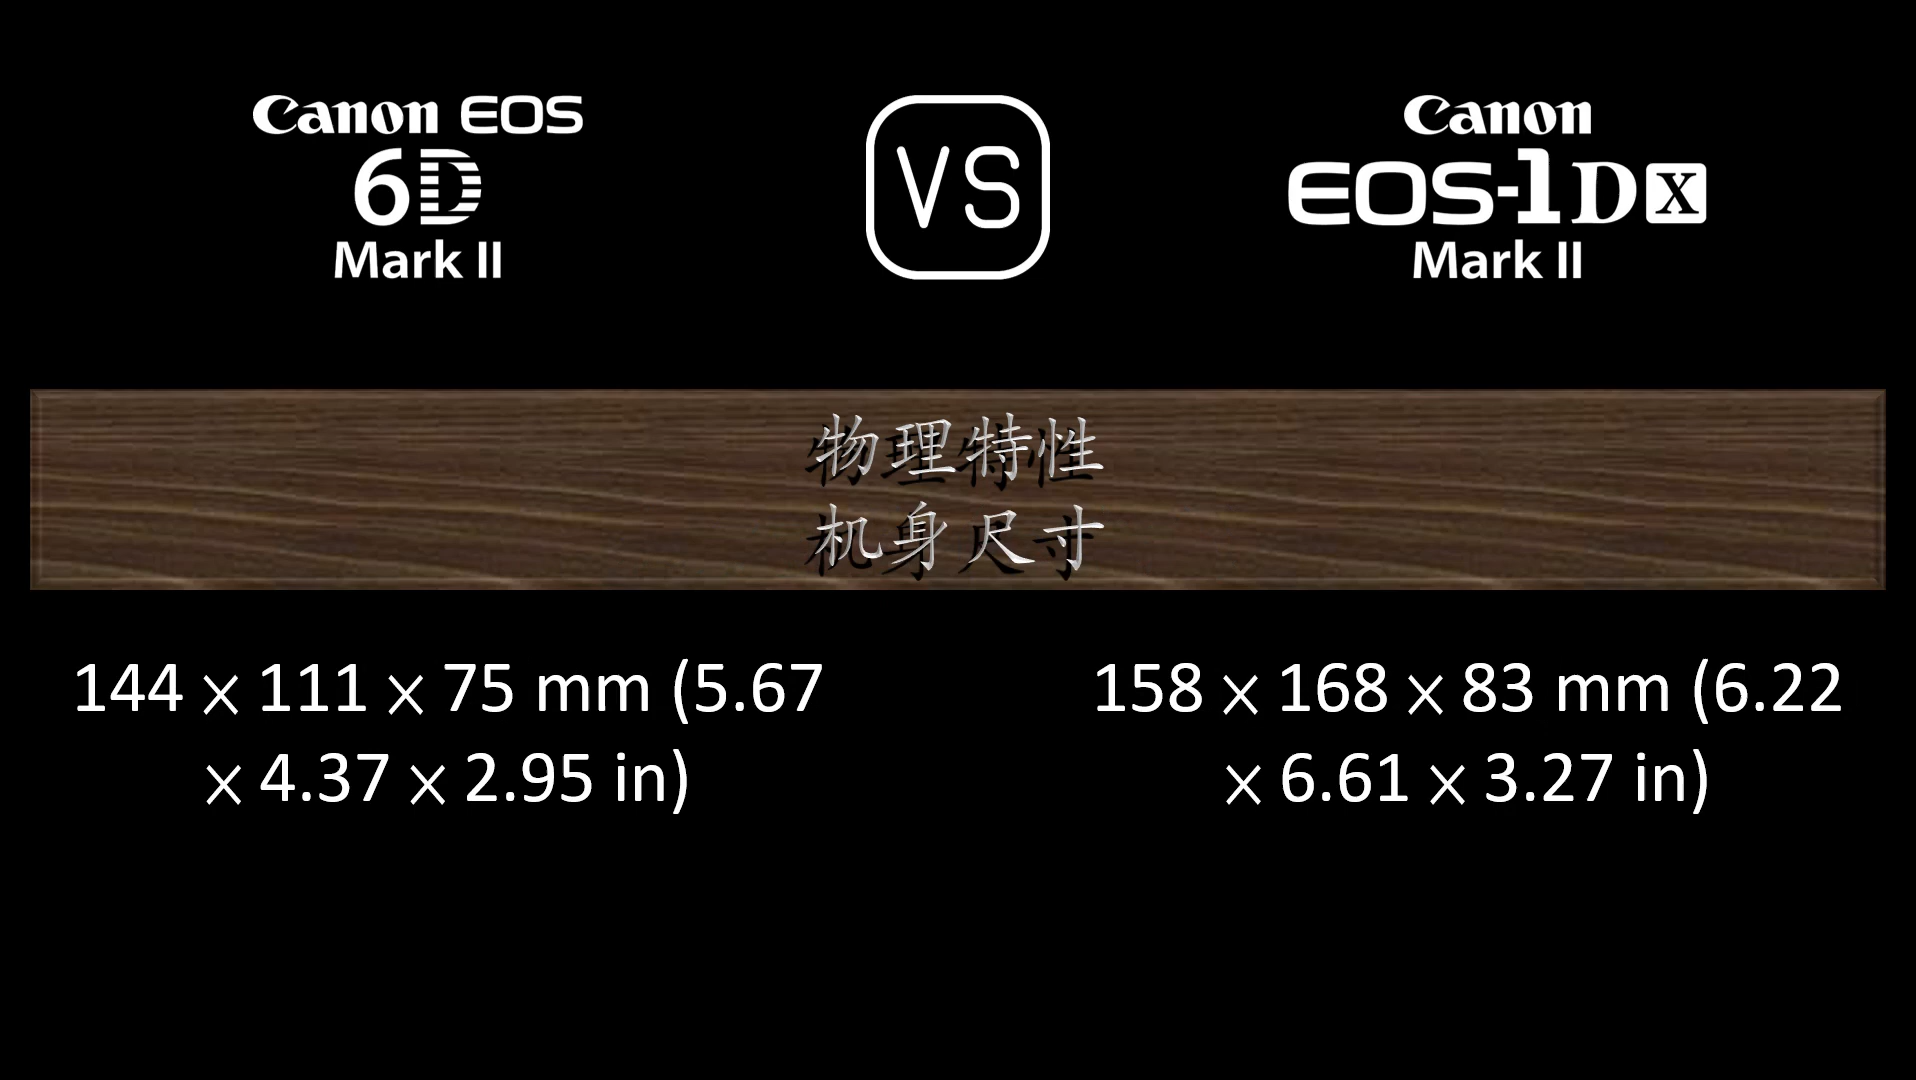 Canon EOS
6D
Mark II
VS
Canon
EOS-1DX
Mark II
物理特性
机身尺寸
144 x 111 x 75 mm (5.67
x 4.37 x 2.95 in)
158 x 168 x 83 mm (6.22
x 6.61 x 3.27 in)